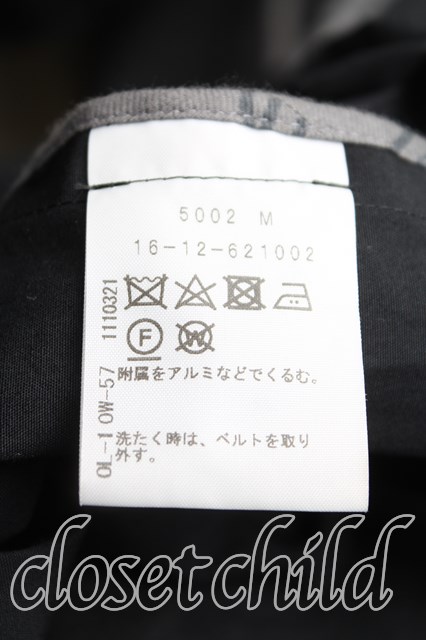 5002 M
16-12-621002
F
W
附属をアルミなどでくるむ。
洗たく時は、ベルトを取り
外す。
OL-1 OW-57 1110321
closet child